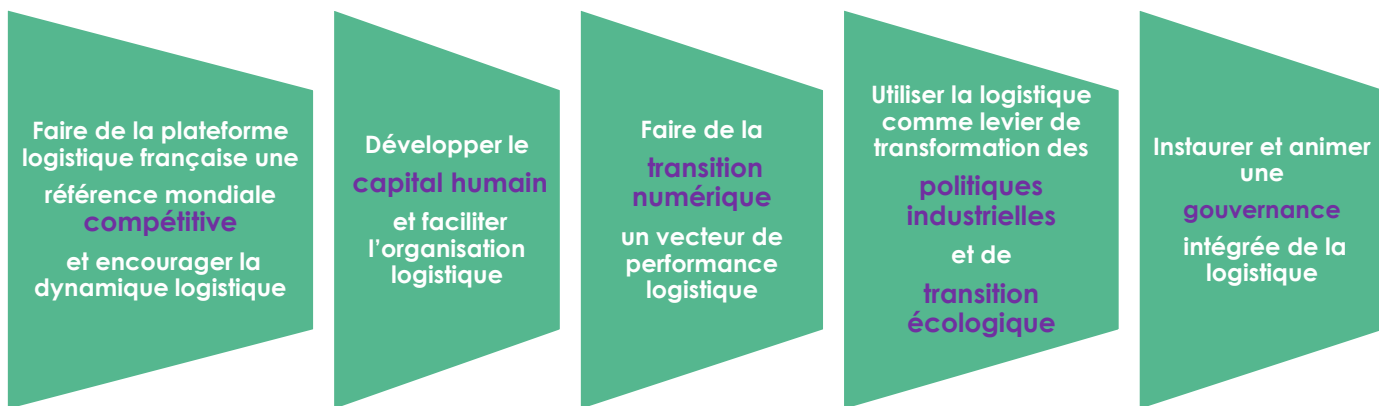 Faire de la plateforme
logistique française une
référence mondiale
compétitive
et encourager la
dynamique logistique
Développer le
capital humain
et faciliter
l'organisation
logistique
Faire de la
transition
numérique
un vecteur de
performance
logistique
Utiliser la logistique
comme levier de
transformation des
politiques
industrielles
et de
transition
écologique
Instaurer et animer
une
gouvernance
intégrée de la
logistique